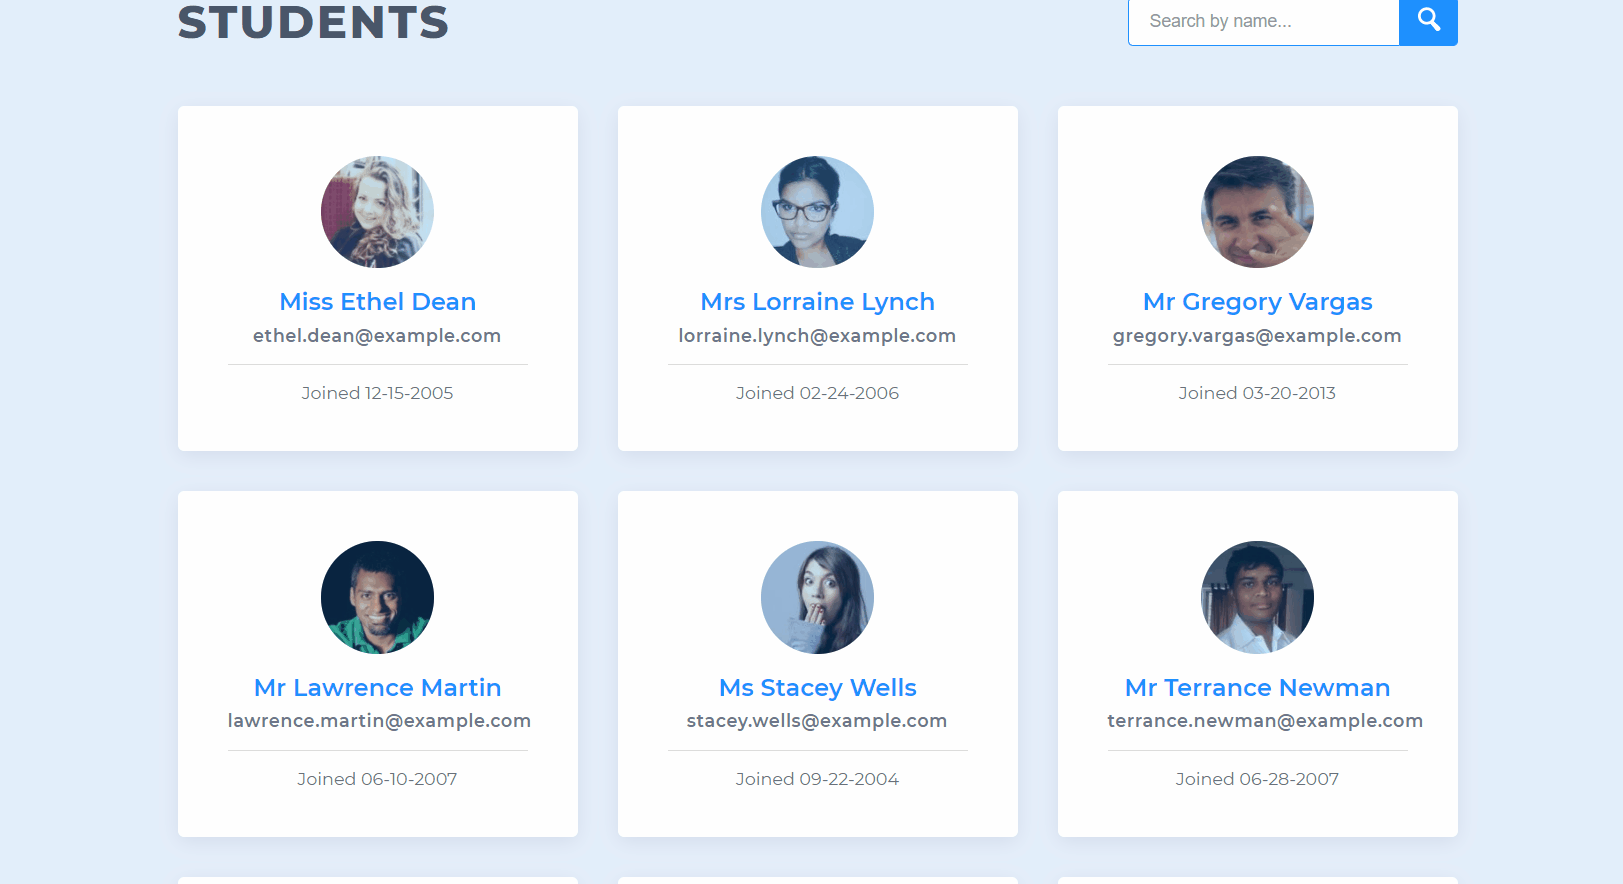 STUDENTS
Search by name...
Miss Ethel Dean
ethel.dean@example.com
Joined 12-15-2005
Mrs Lorraine Lynch
lorraine.lynch@example.com
Joined 02-24-2006
Mr Gregory Vargas
gregory.vargas@example.com
Joined 03-20-2013
Mr Lawrence Martin
lawrence.martin@example.com
Joined 06-10-2007
Ms Stacey Wells
stacey.wells@example.com
Joined 09-22-2004
Mr Terrance Newman
terrance.newman@example.com
Joined 06-28-2007